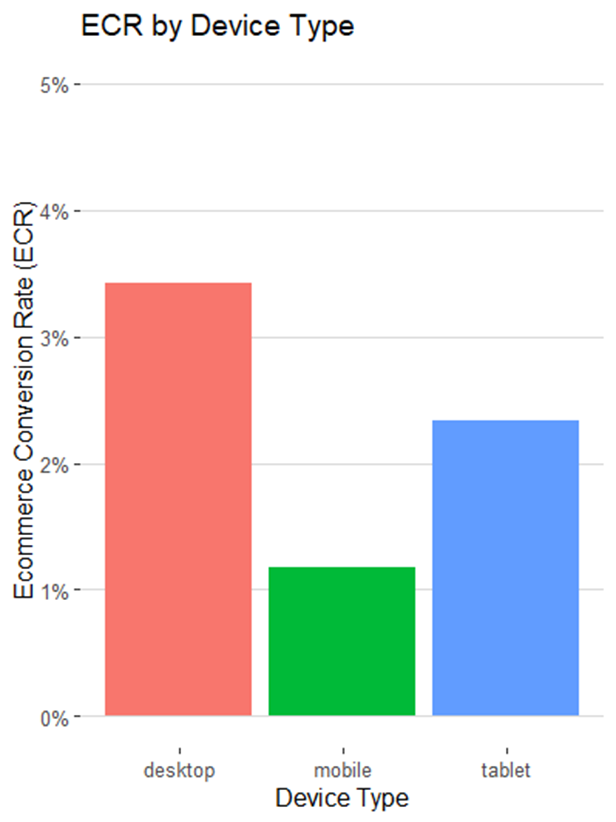 ECR by Device Type
Ecommerce Conversion Rate (ECR)
5%
4%
3%
2%
1%
0%
desktop mobile tablet
Device Type